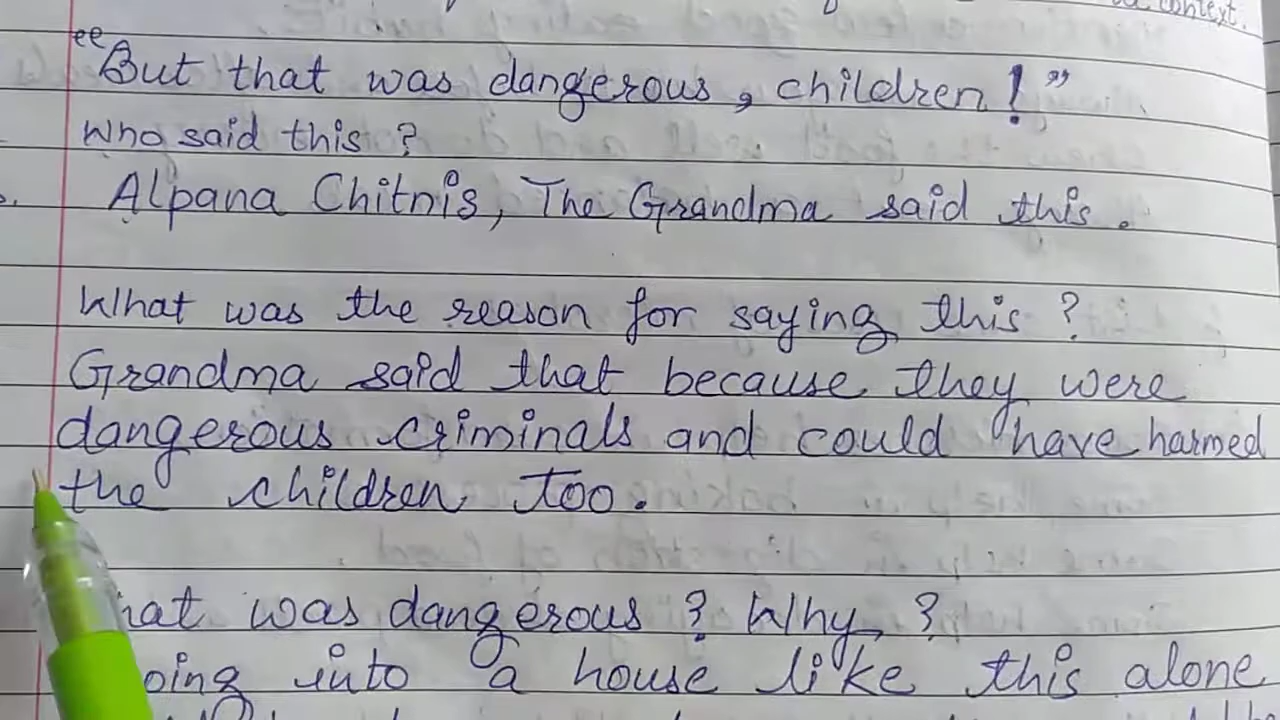 context.
"But that was dangerous, children!"
Who said this?
Alpana Chitnis, The Grandma said this.
What was the reason for saying this?
Grandma said that because they were
dangerous criminals and could have harmed
the children too.
was dangerous? Why?
into a house like this alone